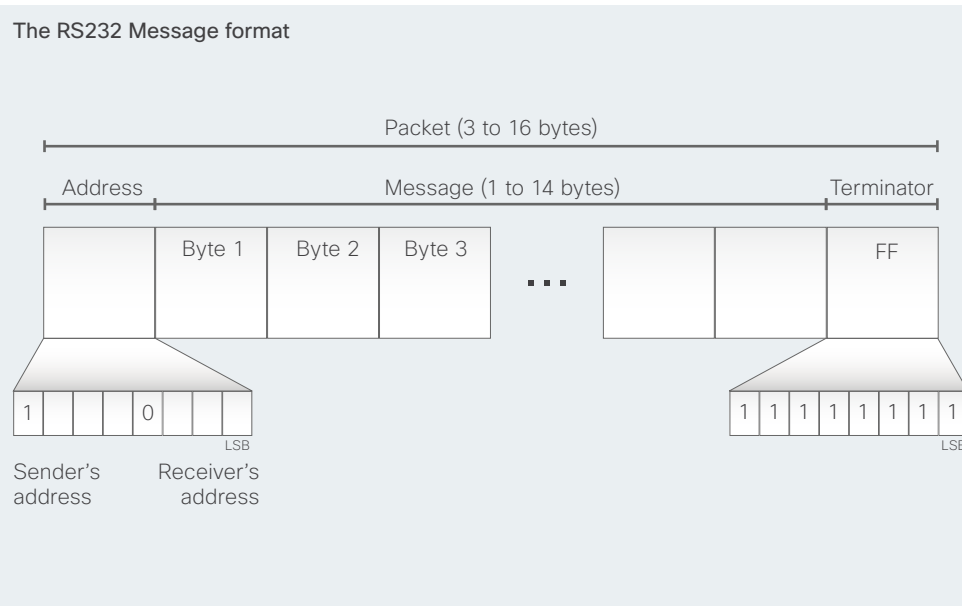 The RS232 Message format
Packet (3 to 16 bytes)
Address Message (1 to 14 bytes) Terminator
Byte 1 Byte 2 Byte 3 ... FF
1 0 1 1 1 1 1 1 1 1
LSB LSB
Sender's Receiver's
address address